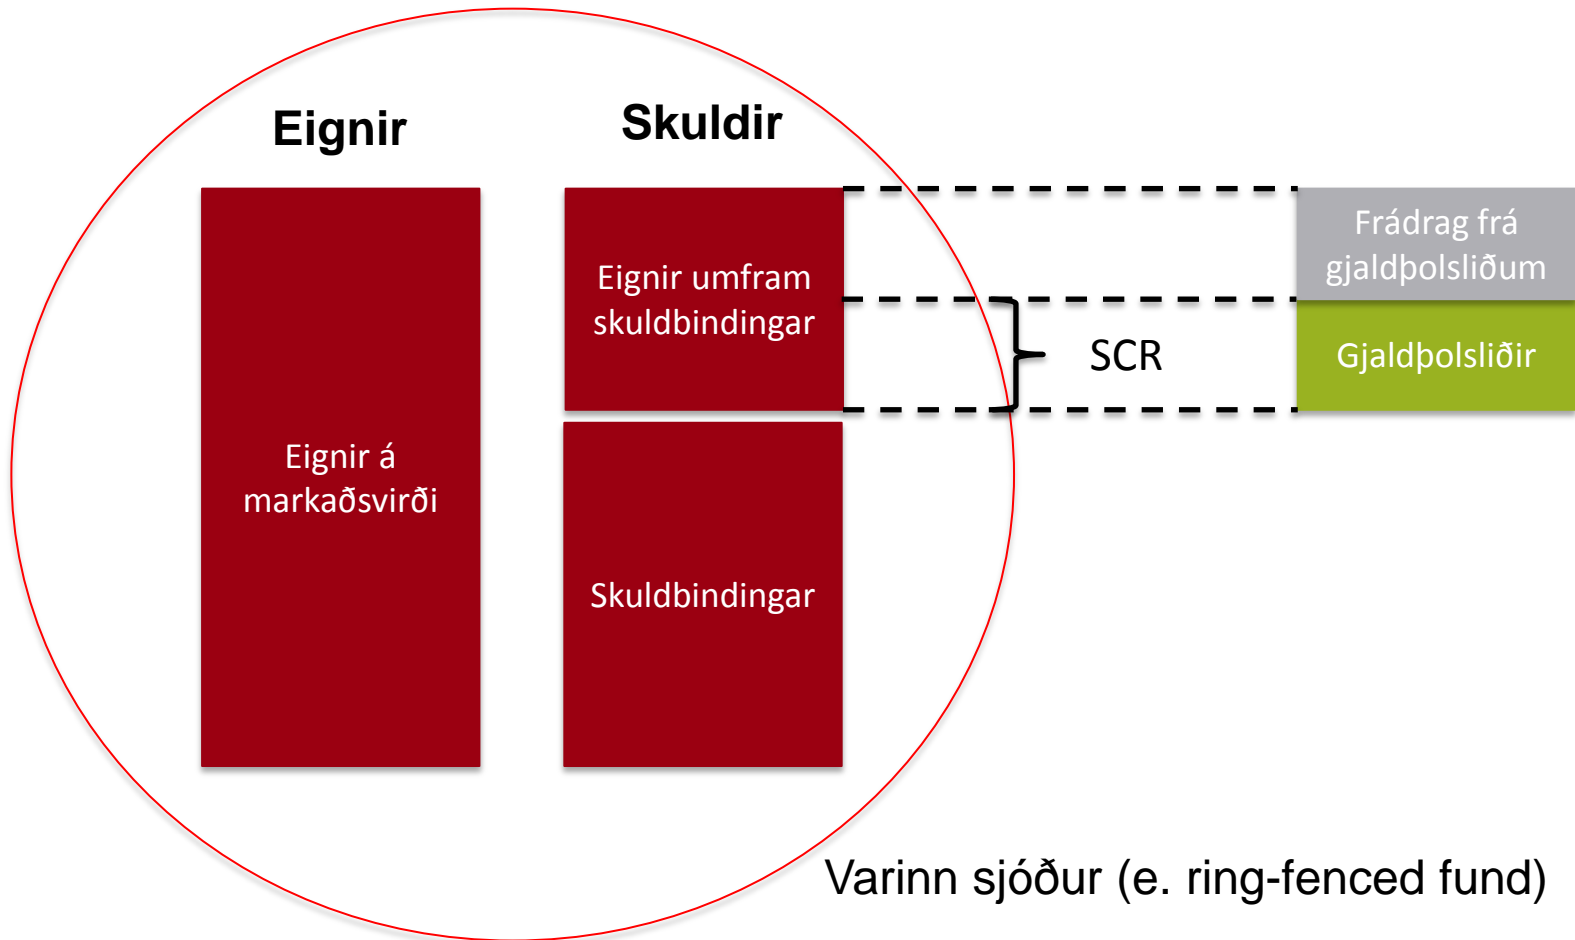 Eignir
Skuldir
Eignir á
markaðsvirði
Eignir umfram
skuldbindingar
Skuldbindingar
SCR
Frádrag frá
gjaldþolsliðum
Gjaldþolsliðir
Varinn sjóður (e. ring-fenced fund)